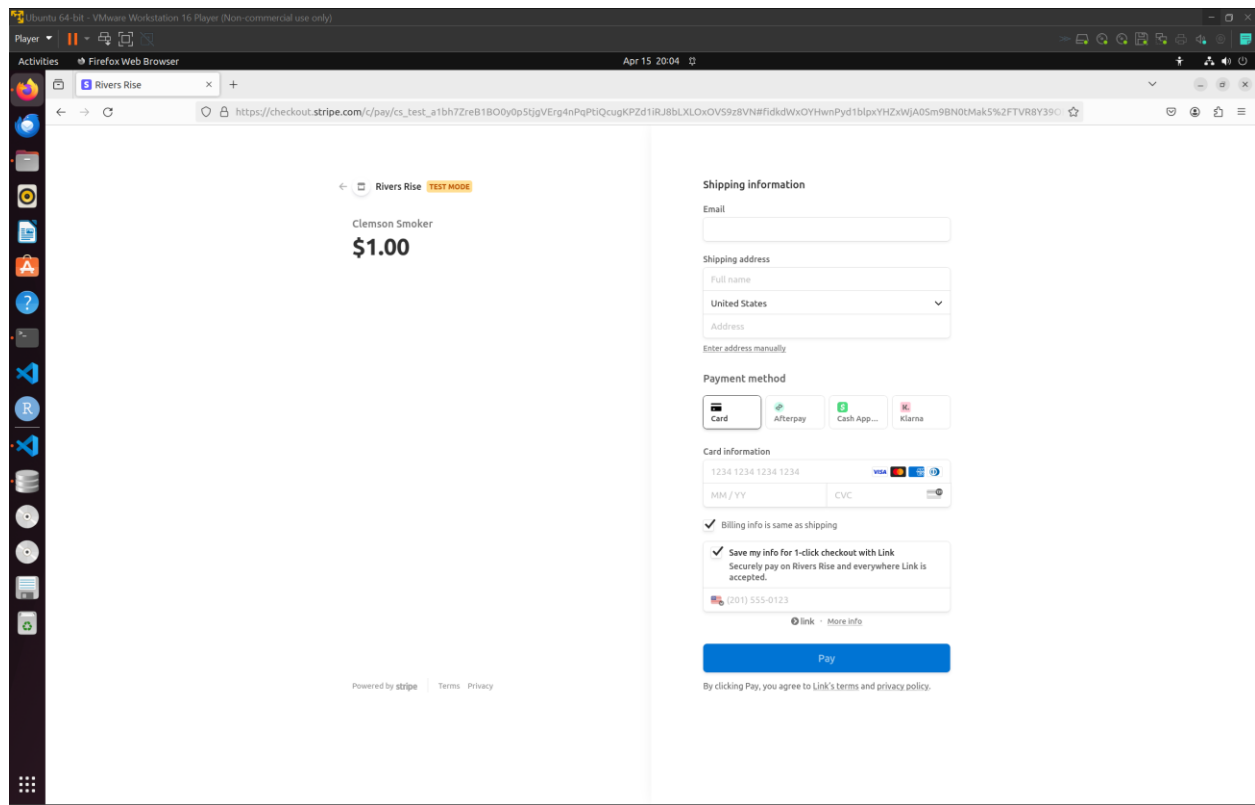 Ubuntu 64-bit - VMware Workstation 16 Player (Non-commercial use only)
Player
Activities
Firefox Web Browser
Apr 15 20:04
Rivers Rise
https://checkout.stripe.com/c/pay/
Rivers Rise TEST MODE
Clemson Smoker
$1.00
Powered by stripe
Terms Privacy
Shipping information
Email
Shipping address
Full name
United States
Address
Enter address manually
Payment method
Card
Afterpay
Cash App...
Klarna
Card information
1234 1234 1234 1234
VISA
MM / YY
CVC
Billing info is same as shipping
Save my info for 1-click checkout with Link
Securely pay on Rivers Rise and everywhere Link is
accepted.
(201) 555-0123
link · More info
Pay
By clicking Pay, you agree to Link's terms and privacy policy.